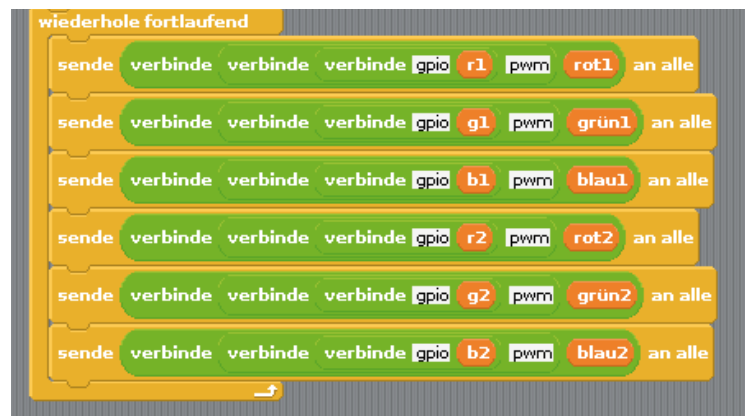 wiederhole fortlaufend
sende verbinde verbinde verbinde gpio r1 pwm rot1 an alle
sende verbinde verbinde verbinde gpio g1 pwm grün1 an alle
sende verbinde verbinde verbinde gpio b1 pwm blau1 an alle
sende verbinde verbinde verbinde gpio r2 pwm rot2 an alle
sende verbinde verbinde verbinde gpio g2 pwm grün2 an alle
sende verbinde verbinde verbinde gpio b2 pwm blau2 an alle